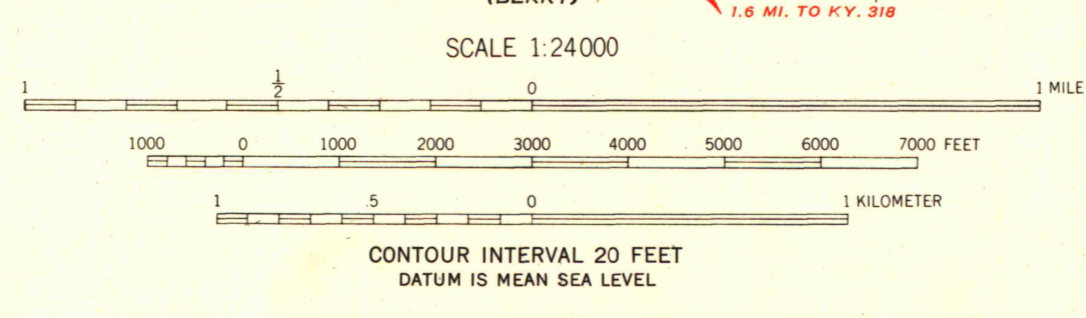 (BERRY)
1.6 MI. TO KY. 318
SCALE 1:24000
1 1/2 0 1 MILE
1000 0 1000 2000 3000 4000 5000 6000 7000 FEET
1 .5 0 1 KILOMETER
CONTOUR INTERVAL 20 FEET
DATUM IS MEAN SEA LEVEL